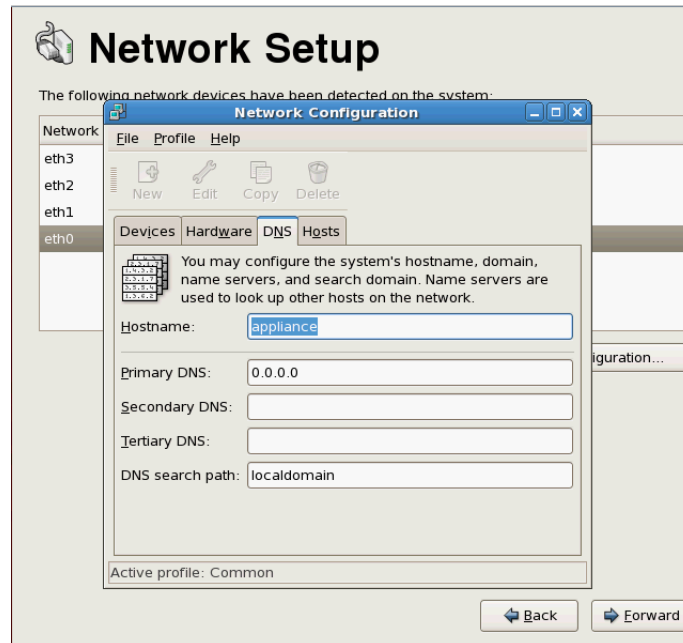 Network Setup
The following network devices have been detected on the system:
Network Configuration
Network
File Profile Help
eth3
New Edit Copy Delete
eth2
eth1
Devices Hardware DNS Hosts
eth0
You may configure the system's hostname, domain,
name servers, and search domain. Name servers are
used to look up other hosts on the network.
Hostname: appliance
iguration...
Primary DNS: 0.0.0.0
Secondary DNS:
Tertiary DNS:
DNS search path: localdomain
Active profile: Common
Back Forward